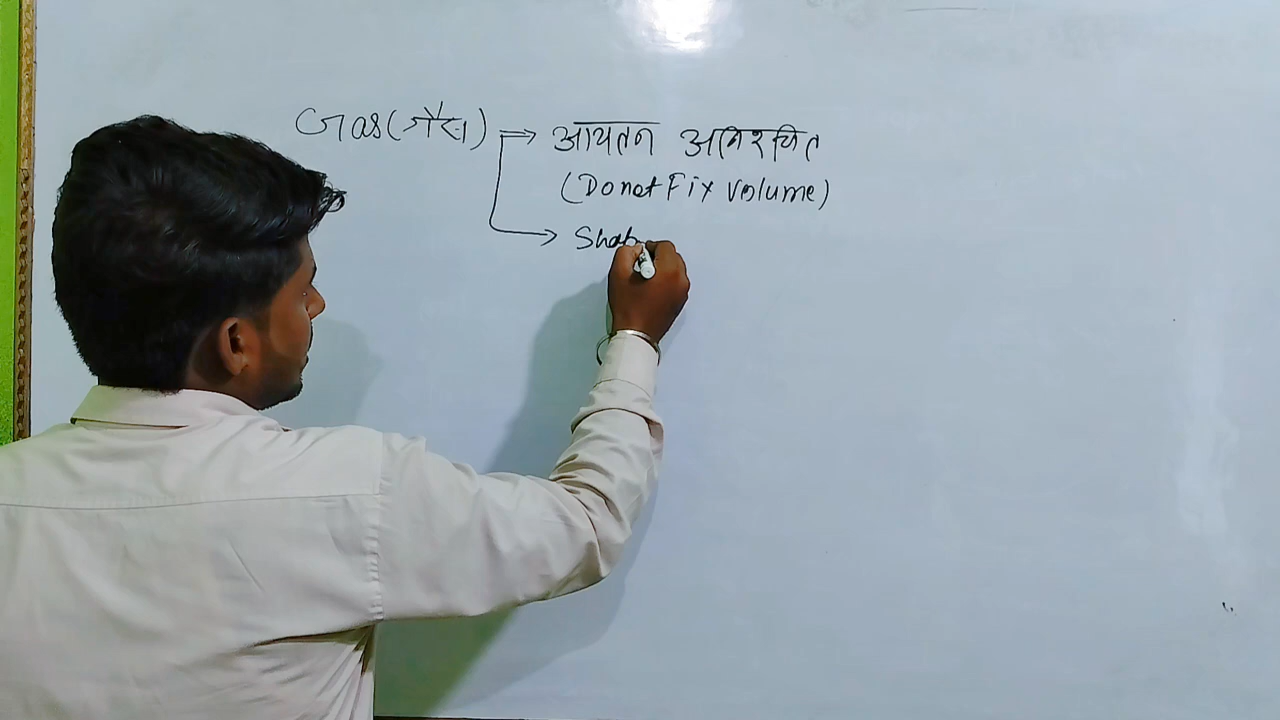 Gas (गैस) ⇒ आयतन अनिश्चित
(Do not Fix Volume)
→ Shap